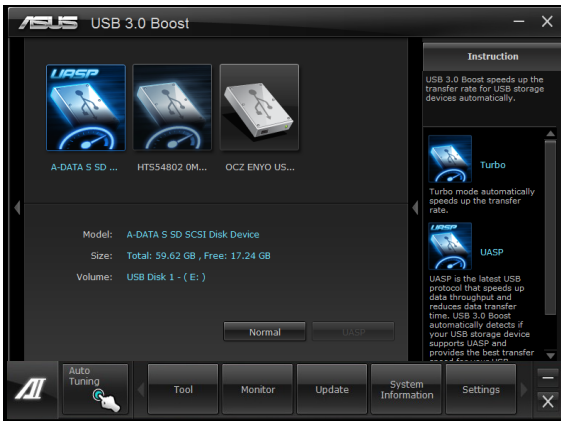 ASUS USB 3.0 Boost
UASP
A-DATA S SD ...
HTS54802 0M...
OCZ ENYO US...
Model: A-DATA S SD SCSI Disk Device
Size: Total: 59.62 GB , Free: 17.24 GB
Volume: USB Disk 1 - ( E: )
Normal
UASP
Instruction
USB 3.0 Boost speeds up the
transfer rate for USB storage
devices automatically.
Turbo
Turbo mode automatically
speeds up the transfer
rate.
UASP
UASP
UASP is the latest USB
protocol that speeds up
data throughput and
reduces data transfer
time. USB 3.0 Boost
automatically detects if
your USB storage device
supports UASP and
provides the best transfer
speed for your USB
AI
Auto
Tuning
Tool
Monitor
Update
System
Information
Settings